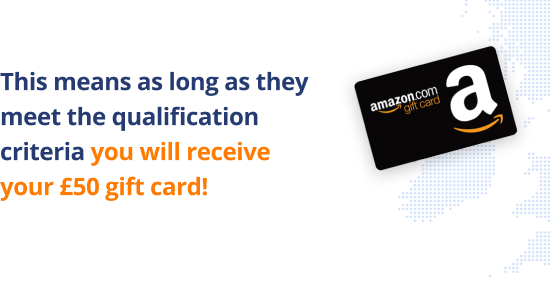 This means as long as they
meet the qualification
criteria you will receive
your £50 gift card!
amazon.com
gift card
a